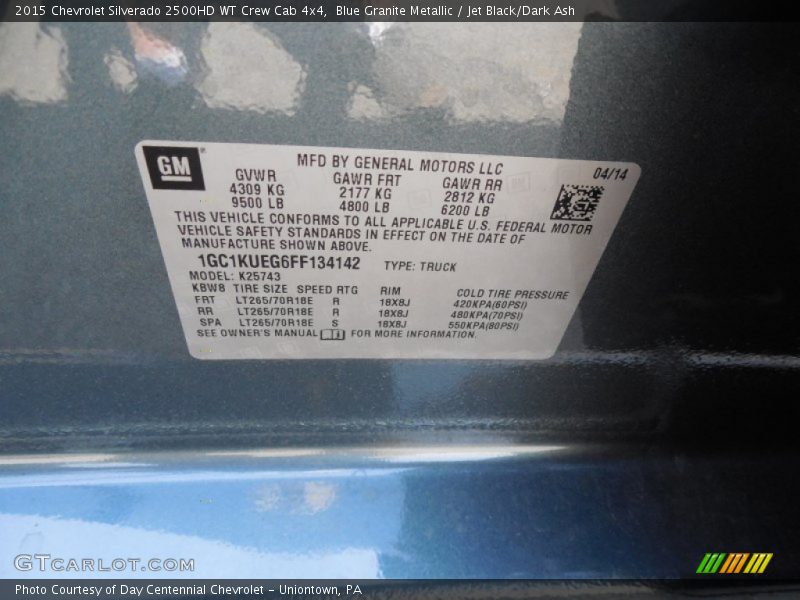 2015 Chevrolet Silverado 2500HD WT Crew Cab 4x4, Blue Granite Metallic / Jet Black/Dark Ash
GM
MFD BY GENERAL MOTORS LLC
04/14
GVWR GAWR FRT GAWR RR
4309 KG 2177 KG 2812 KG
9500 LB 4800 LB 6200 LB
THIS VEHICLE CONFORMS TO ALL APPLICABLE U.S. FEDERAL MOTOR
VEHICLE SAFETY STANDARDS IN EFFECT ON THE DATE OF
MANUFACTURE SHOWN ABOVE.
1GC1KUEG6FF134142 TYPE: TRUCK
MODEL: K25743
KBW8 TIRE SIZE SPEED RTG RIM COLD TIRE PRESSURE
FRT LT265/70R18E R 18X8J 420KPA(60PSI)
RR LT265/70R18E R 18X8J 480KPA(70PSI)
SPA LT265/70R18E S 18X8J 550KPA(80PSI)
SEE OWNER'S MANUAL FOR MORE INFORMATION.
GTcarlot.com
Photo Courtesy of Day Centennial Chevrolet - Uniontown, PA